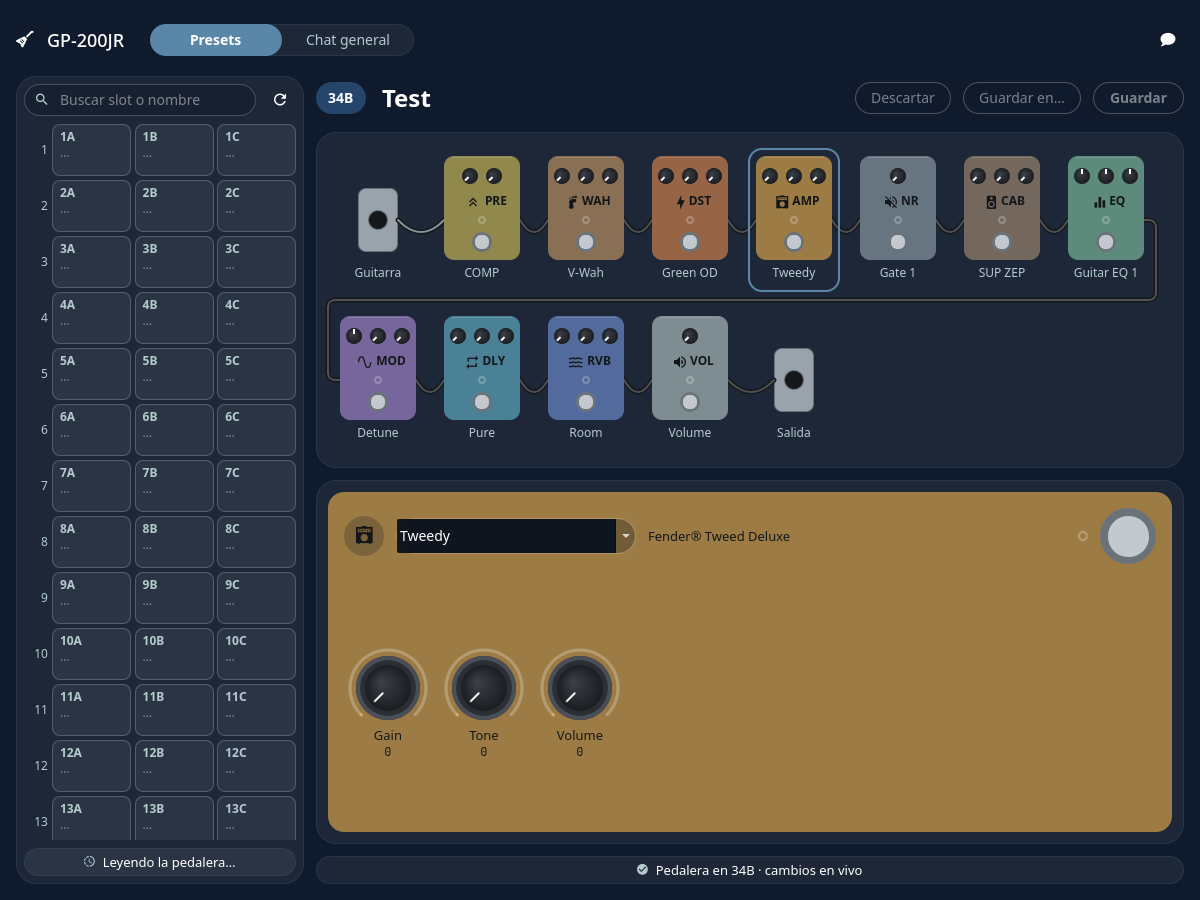 GP-200JR
Presets
Chat general
Buscar slot o nombre
1 1A ... 1B ... 1C ...
2 2A ... 2B ... 2C ...
3 3A ... 3B ... 3C ...
4 4A ... 4B ... 4C ...
5 5A ... 5B ... 5C ...
6 6A ... 6B ... 6C ...
7 7A ... 7B ... 7C ...
8 8A ... 8B ... 8C ...
9 9A ... 9B ... 9C ...
10 10A ... 10B ... 10C ...
11 11A ... 11B ... 11C ...
12 12A ... 12B ... 12C ...
13 13A ... 13B ... 13C ...
Leyendo la pedalera...
34B
Test
Descartar
Guardar en...
Guardar
PRE WAH DST AMP NR CAB EQ
Guitarra COMP V-Wah Green OD Tweedy Gate 1 SUP ZEP Guitar EQ 1
MOD DLY RVB VOL
Detune Pure Room Volume Salida
Tweedy
Fender® Tweed Deluxe
Gain Tone Volume
0 0 0
Pedalera en 34B · cambios en vivo